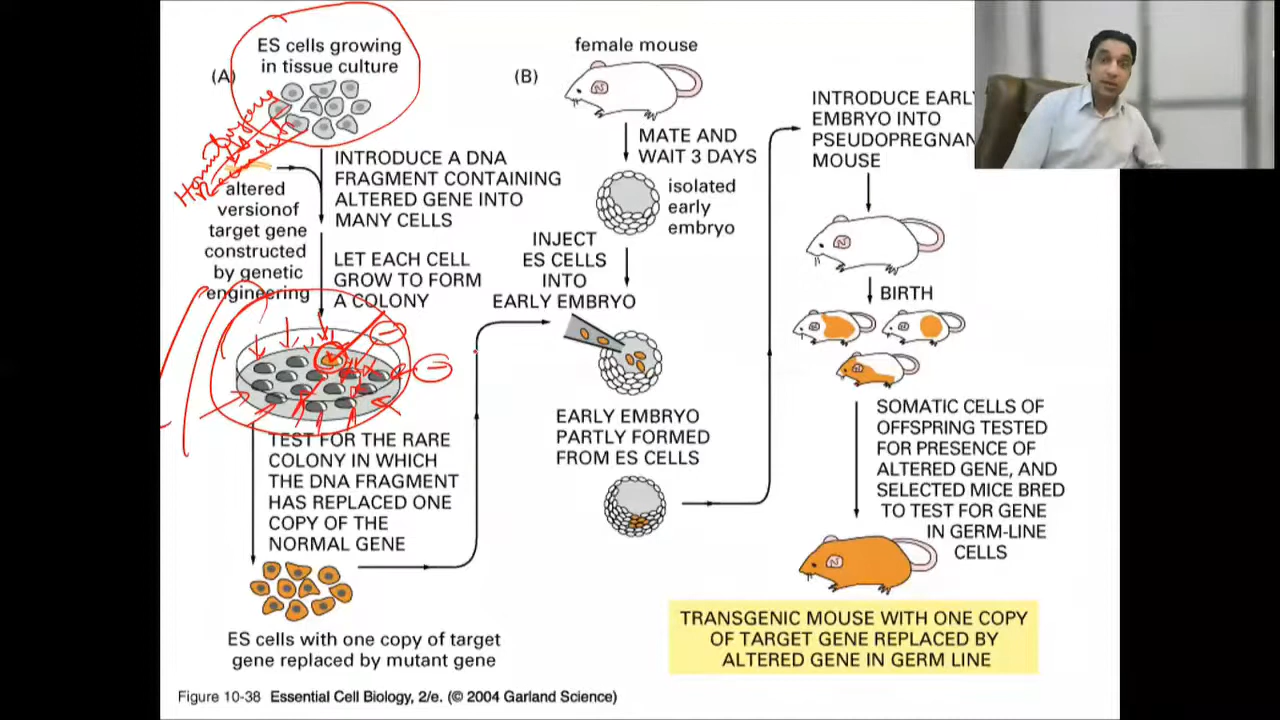 ES cells growing
in tissue culture
(A)
Homologous
Recombination
altered
versionof
target gene
constructed
by genetic
engineering
INTRODUCE A DNA
FRAGMENT CONTAINING
ALTERED GENE INTO
MANY CELLS
LET EACH CELL
GROW TO FORM
A COLONY
TEST FOR THE RARE
COLONY IN WHICH
THE DNA FRAGMENT
HAS REPLACED ONE
COPY OF THE
NORMAL GENE
ES cells with one copy of target
gene replaced by mutant gene
(B)
female mouse
MATE AND
WAIT 3 DAYS
isolated
early
embryo
INJECT
ES CELLS
INTO
EARLY EMBRYO
EARLY EMBRYO
PARTLY FORMED
FROM ES CELLS
INTRODUCE EARL
EMBRYO INTO
PSEUDOPREGNAN
MOUSE
BIRTH
SOMATIC CELLS OF
OFFSPRING TESTED
FOR PRESENCE OF
ALTERED GENE, AND
SELECTED MICE BRED
TO TEST FOR GENE
IN GERM-LINE
CELLS
TRANSGENIC MOUSE WITH ONE COPY
OF TARGET GENE REPLACED BY
ALTERED GENE IN GERM LINE
Figure 10-38 Essential Cell Biology, 2/e. (© 2004 Garland Science)